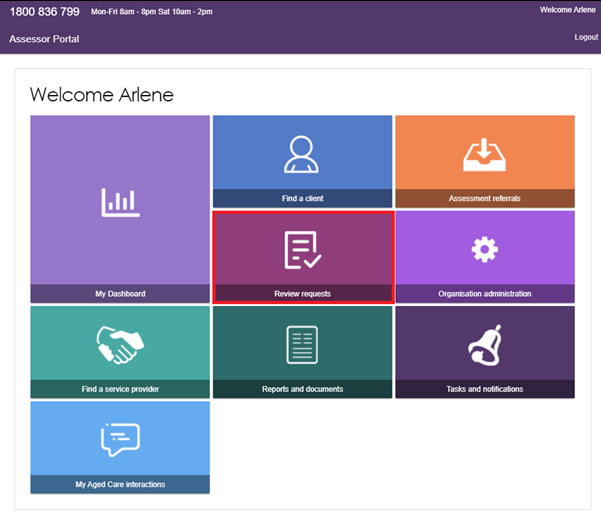 1800 836 799 Mon-Fri 8am - 8pm Sat 10am - 2pm Welcome Arlene
Assessor Portal Logout
Welcome Arlene
Find a client Assessment referrals
My Dashboard Review requests Organisation administration
Find a service provider Reports and documents Tasks and notifications
My Aged Care interactions